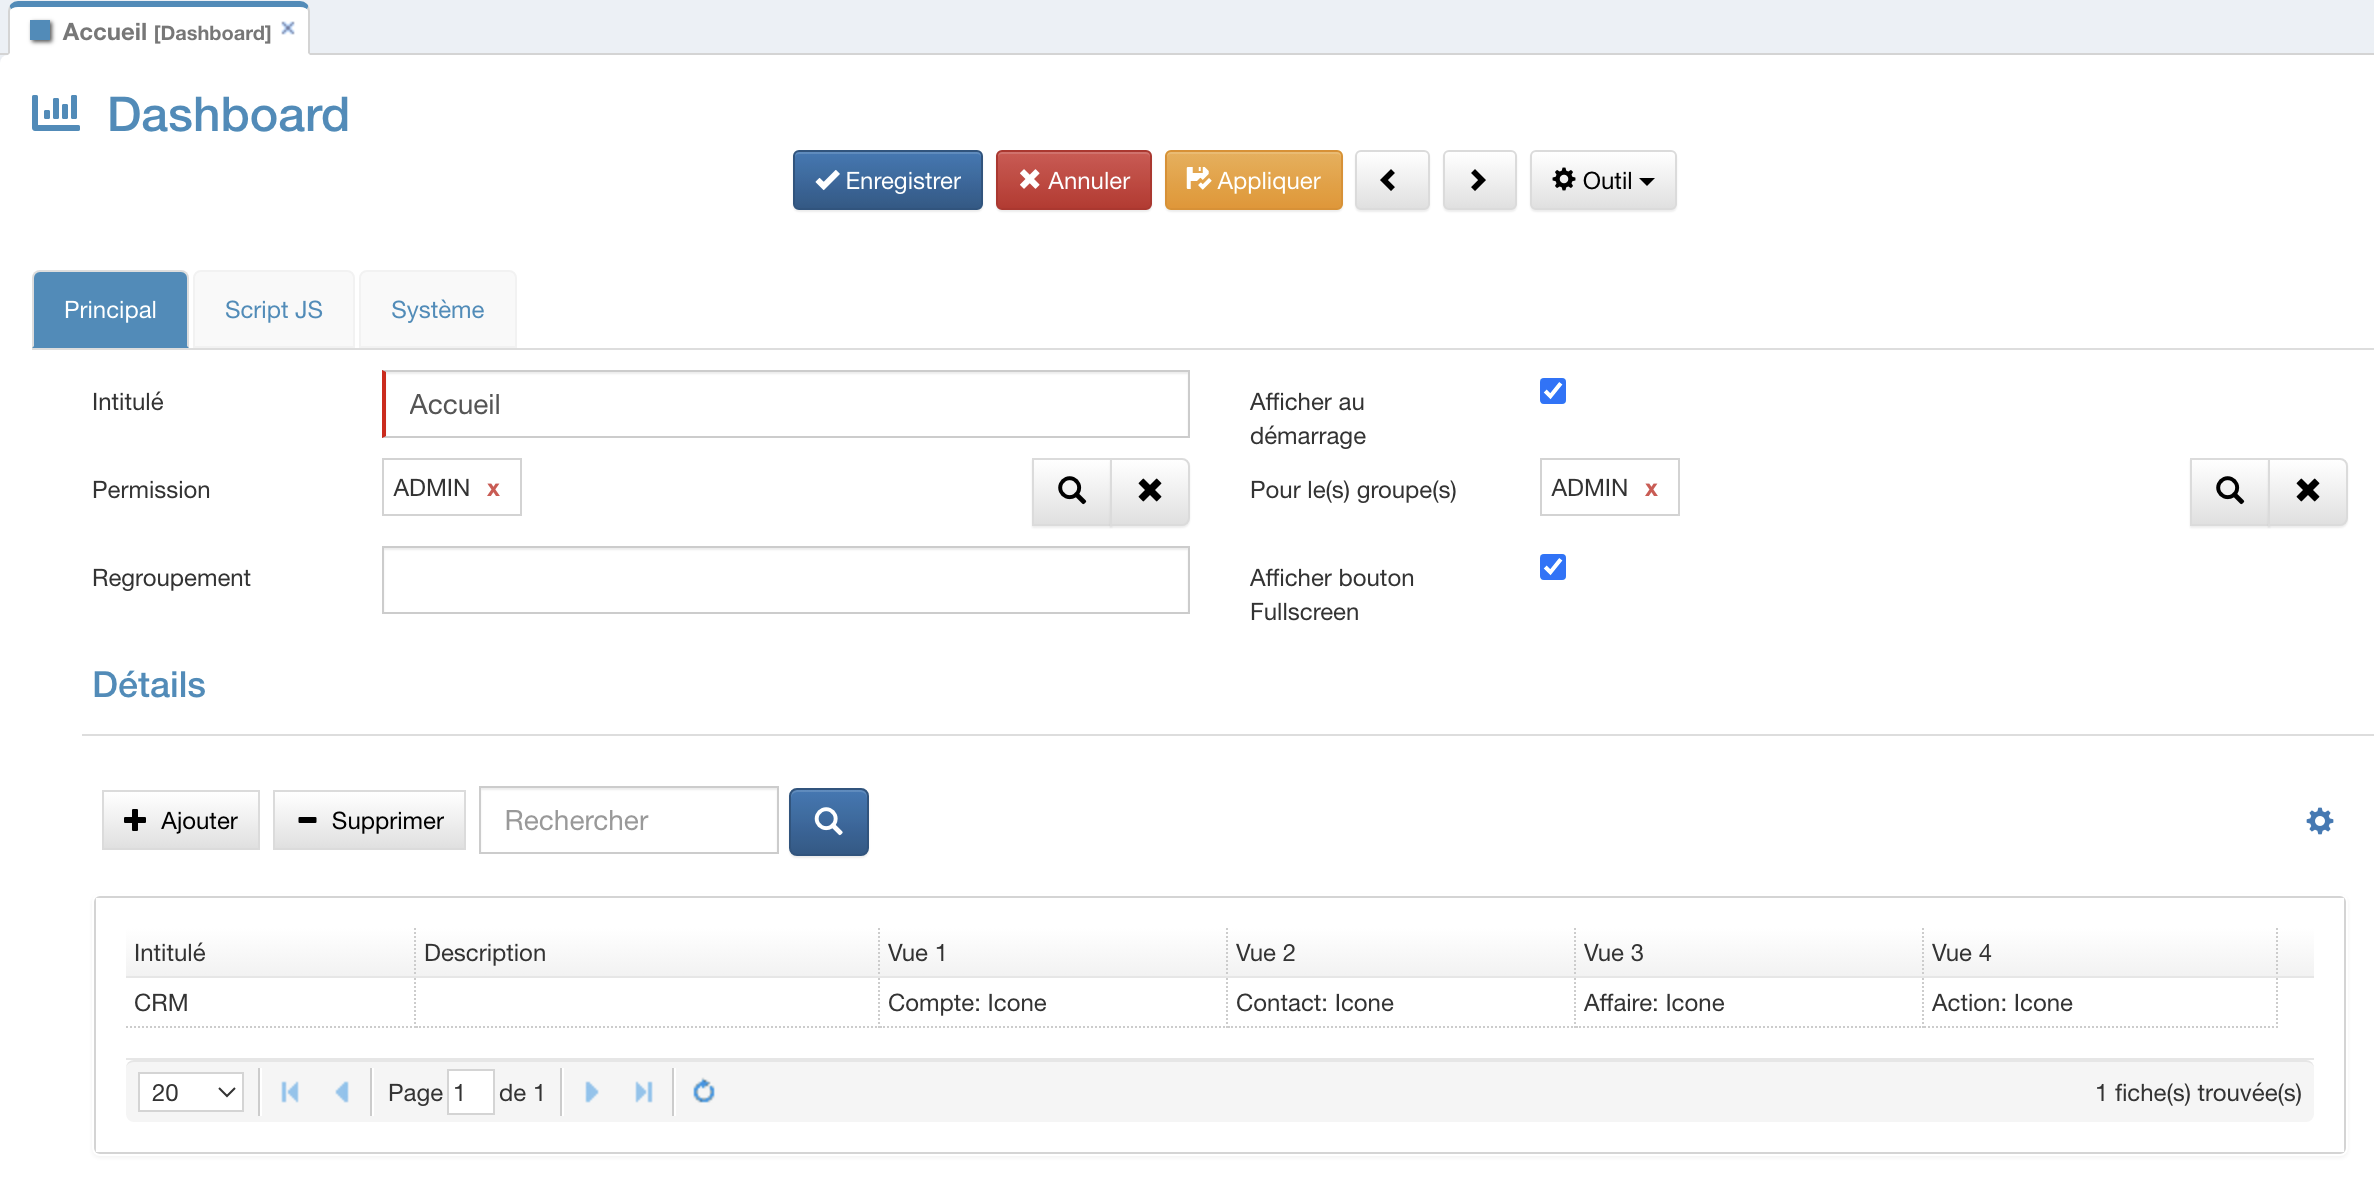 Accueil [Dashboard]
Dashboard
Enregistrer Annuler Appliquer Outil
Principal Script JS Système
Intitulé Accueil Afficher au démarrage
Permission ADMIN x Pour le(s) groupe(s) ADMIN x
Regroupement Afficher bouton Fullscreen
Détails
Ajouter Supprimer Rechercher
Intitulé Description Vue 1 Vue 2 Vue 3 Vue 4
CRM Compte: Icone Contact: Icone Affaire: Icone Action: Icone
20 Page 1 de 1 1 fiche(s) trouvée(s)